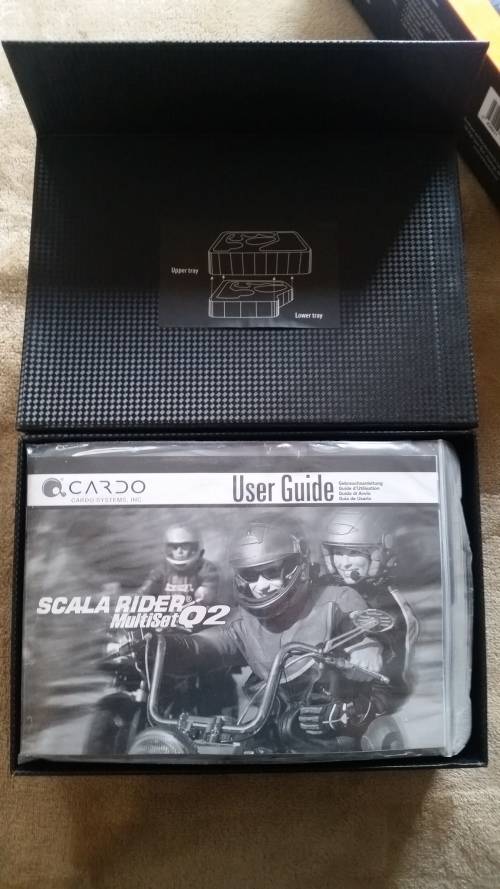 Upper tray
Lower tray
CARDO
CARDO SYSTEMS, INC.
User Guide
Gebrauchsanleitung
Guide d'Utilisation
Guida di Avvio
Guía de Usario
SCALA RIDER®
MultiSet Q2